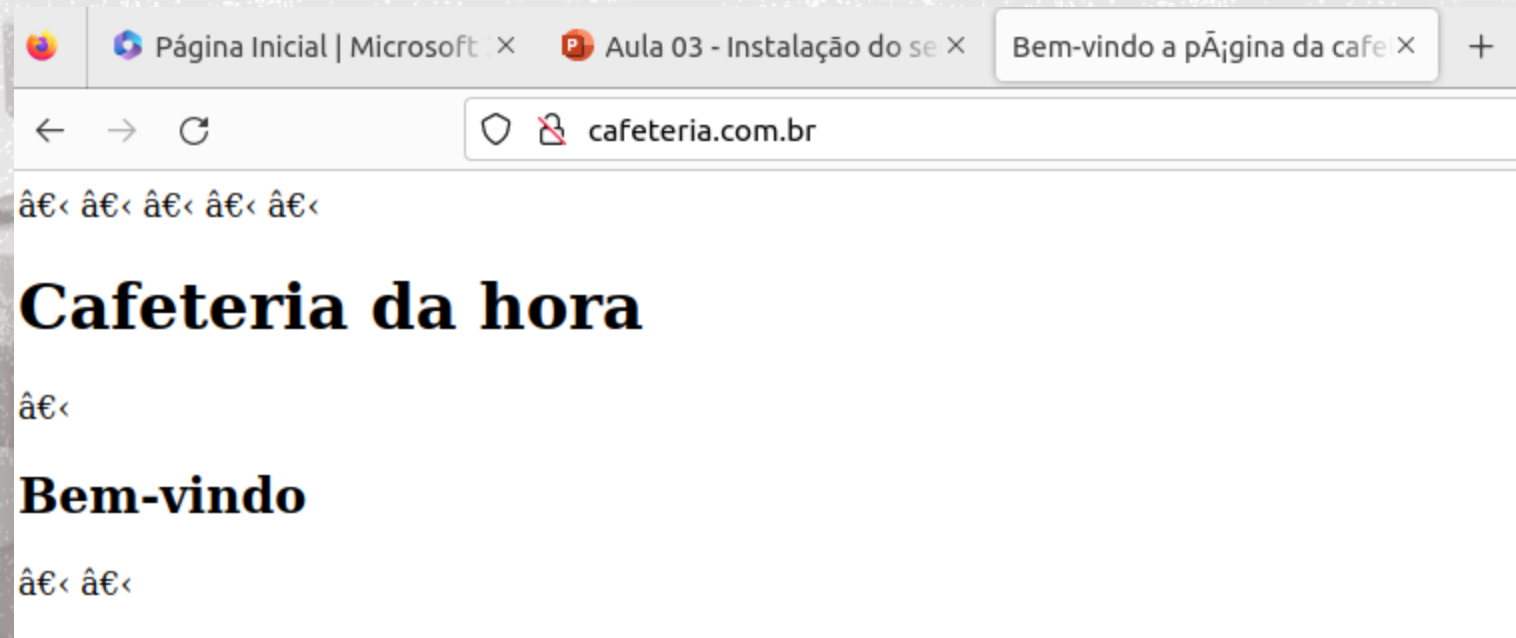 Página Inicial | Microsoft
Aula 03 - Instalação do se
Bem-vindo a pÃ¡gina da cafe
cafeteria.com.br
â€‹ â€‹ â€‹ â€‹ â€‹
Cafeteria da hora
â€‹
Bem-vindo
â€‹ â€‹